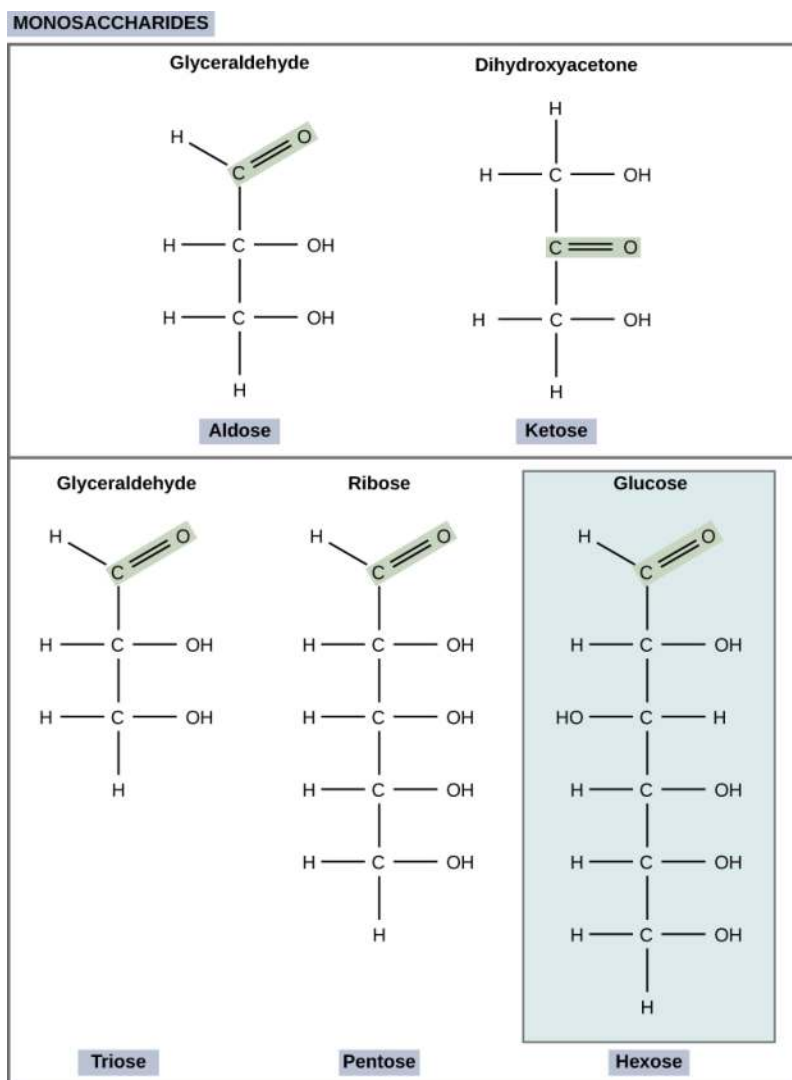 MONOSACCHARIDES
Glyceraldehyde
H O
C
H C OH
H C OH
H
Aldose
Dihydroxyacetone
H
H C OH
C O
H C OH
H
Ketose
Glyceraldehyde
H O
C
H C OH
H C OH
H
Triose
Ribose
H O
C
H C OH
H C OH
H C OH
H C OH
H
Pentose
Glucose
H O
C
H C OH
HO C H
H C OH
H C OH
H C OH
H
Hexose